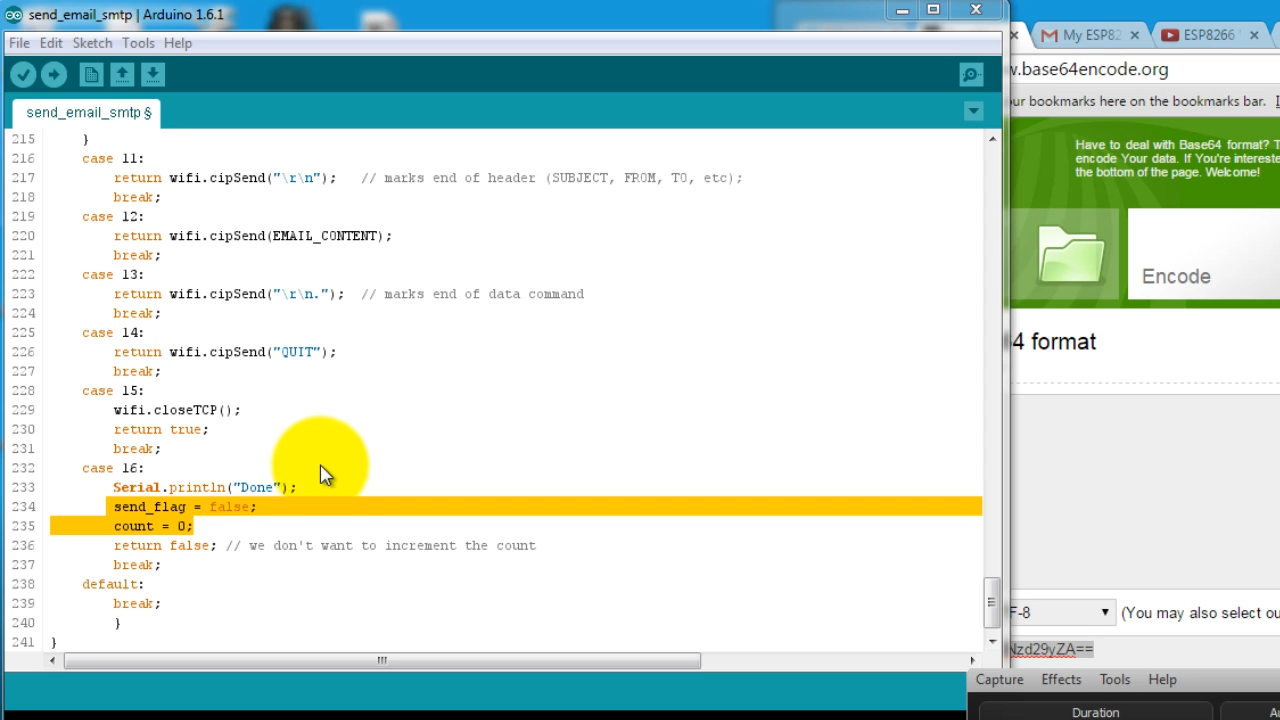 send_email_smtp | Arduino 1.6.1
File Edit Sketch Tools Help
send_email_smtp §
215 }
216 case 11:
217 return wifi.cipSend("\r\n"); // marks end of header (SUBJECT, FROM, TO, etc);
218 break;
219 case 12:
220 return wifi.cipSend(EMAIL_CONTENT);
221 break;
222 case 13:
223 return wifi.cipSend("\r\n."); // marks end of data command
224 break;
225 case 14:
226 return wifi.cipSend("QUIT");
227 break;
228 case 15:
229 wifi.closeTCP();
230 return true;
231 break;
232 case 16:
233 Serial.println("Done");
234 send_flag = false;
235 count = 0;
236 return false; // we don't want to increment the count
237 break;
238 default:
239 break;
240 }
241 }
My ESP82 ESP8266
w.base64encode.org
our bookmarks here on the bookmarks bar.
Have to deal with Base64 format? T
encode Your data. If You're intereste
the bottom of the page. Welcome!
Encode
64 format
F-8 (You may also select ou
Nzd29yZA==
Capture Effects Tools Help
Duration